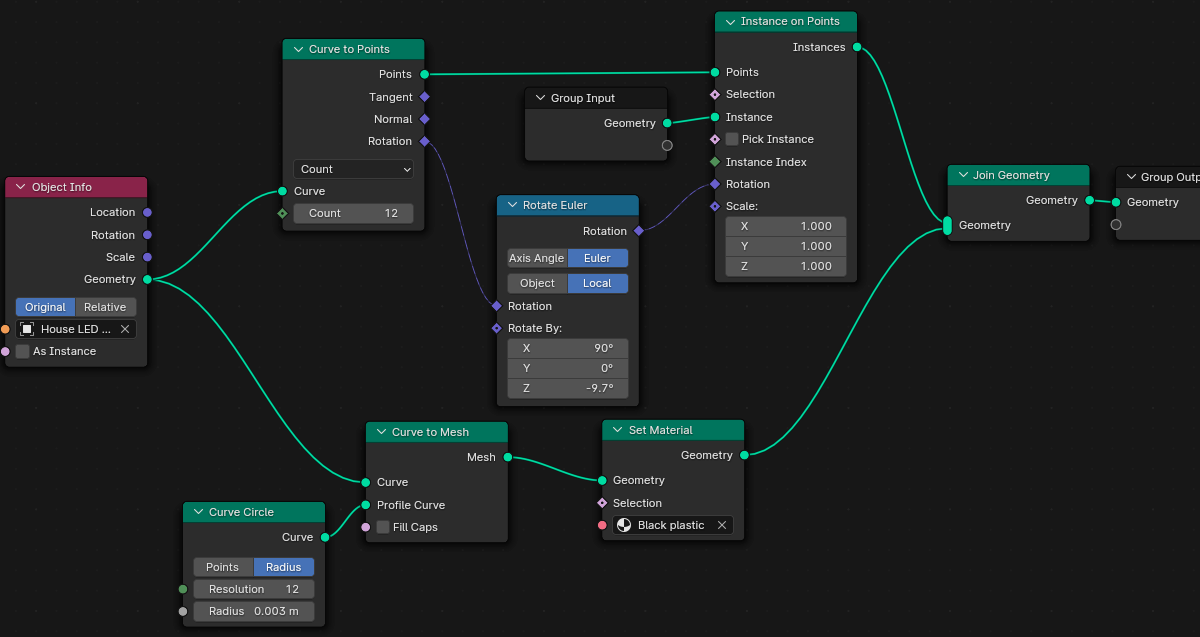 Object Info
Location
Rotation
Scale
Geometry
Original Relative
House LED ...
As Instance
Curve to Points
Points
Tangent
Normal
Rotation
Count
Curve
Count 12
Group Input
Geometry
Rotate Euler
Rotation
Axis Angle Euler
Object Local
Rotation
Rotate By:
X 90°
Y 0°
Z -9.7°
Instance on Points
Instances
Points
Selection
Instance
Pick Instance
Instance Index
Rotation
Scale:
X 1.000
Y 1.000
Z 1.000
Join Geometry
Geometry
Geometry
Group Outp
Geometry
Curve Circle
Curve
Points Radius
Resolution 12
Radius 0.003 m
Curve to Mesh
Mesh
Curve
Profile Curve
Fill Caps
Set Material
Geometry
Geometry
Selection
Black plastic